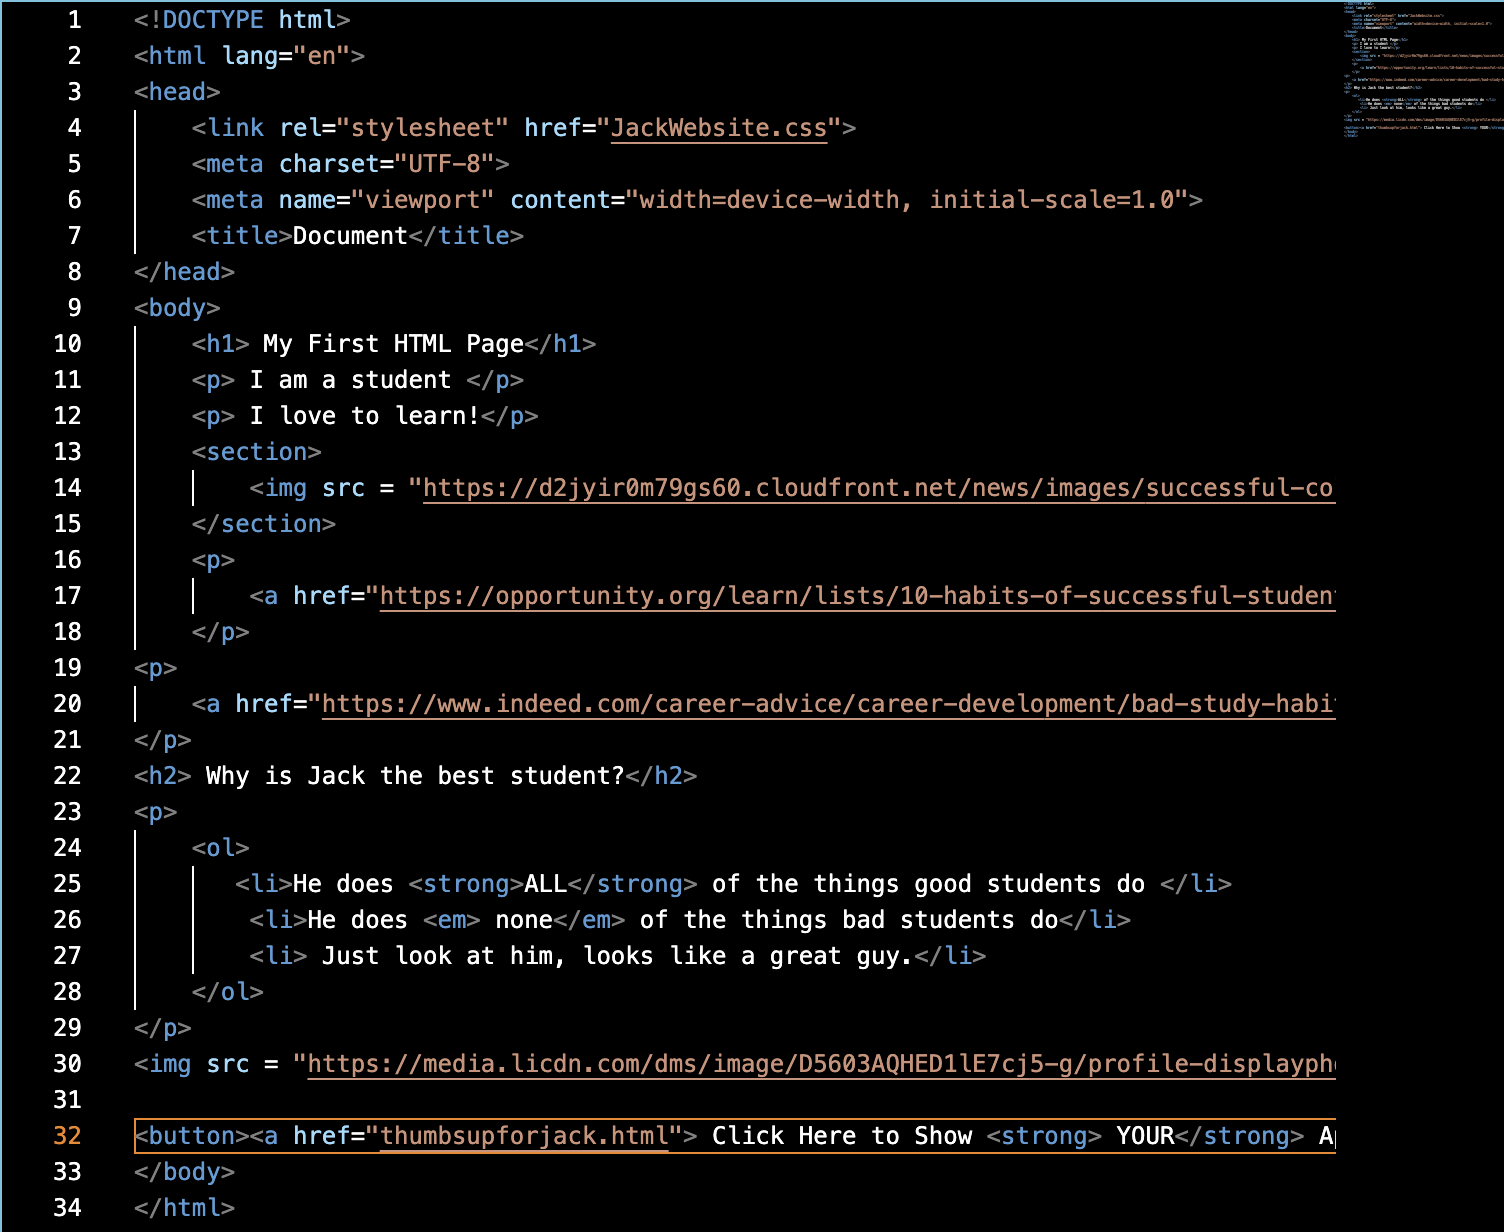 1 <!DOCTYPE html>
2 <html lang="en">
3 <head>
4 <link rel="stylesheet" href="JackWebsite.css">
5 <meta charset="UTF-8">
6 <meta name="viewport" content="width=device-width, initial-scale=1.0">
7 <title>Document</title>
8 </head>
9 <body>
10 <h1> My First HTML Page</h1>
11 <p> I am a student </p>
12 <p> I love to learn!</p>
13 <section>
14 <img src = "https://d2jyir0m79gs60.cloudfront.net/news/images/successful-co
15 </section>
16 <p>
17 <a href="https://opportunity.org/learn/lists/10-habits-of-successful-studen
18 </p>
19 <p>
20 <a href="https://www.indeed.com/career-advice/career-development/bad-study-habi
21 </p>
22 <h2> Why is Jack the best student?</h2>
23 <p>
24 <ol>
25 <li>He does <strong>ALL</strong> of the things good students do </li>
26 <li>He does <em> none</em> of the things bad students do</li>
27 <li> Just look at him, looks like a great guy.</li>
28 </ol>
29 </p>
30 <img src = "https://media.licdn.com/dms/image/D5603AQHED1lE7cj5-g/profile-displayph
31
32 <button><a href="thumbsupforjack.html"> Click Here to Show <strong> YOUR</strong> A
33 </body>
34 </html>